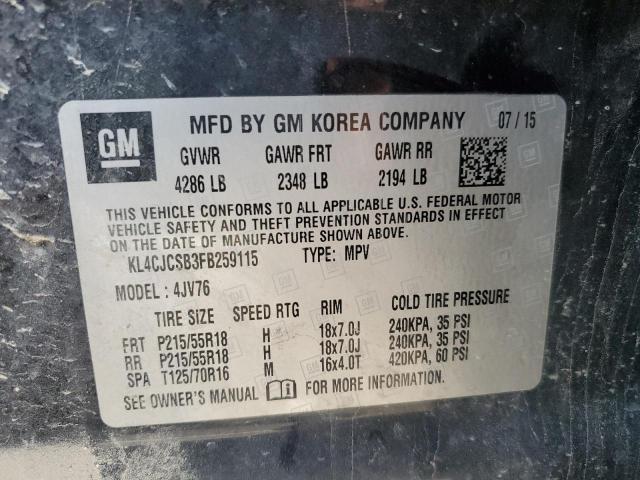 GM
MFD BY GM KOREA COMPANY 07 / 15
GVWR GAWR FRT GAWR RR
4286 LB 2348 LB 2194 LB
THIS VEHICLE CONFORMS TO ALL APPLICABLE U.S. FEDERAL MOTOR
VEHICLE SAFETY AND THEFT PREVENTION STANDARDS IN EFFECT
ON THE DATE OF MANUFACTURE SHOWN ABOVE.
KL4CJCSB3FB259115 TYPE: MPV
MODEL : 4JV76
TIRE SIZE SPEED RTG RIM COLD TIRE PRESSURE
FRT P215/55R18 H 18x7.0J 240KPA, 35 PSI
RR P215/55R18 H 18x7.0J 240KPA, 35 PSI
SPA T125/70R16 M 16x4.0T 420KPA, 60 PSI
SEE OWNER'S MANUAL FOR MORE INFORMATION